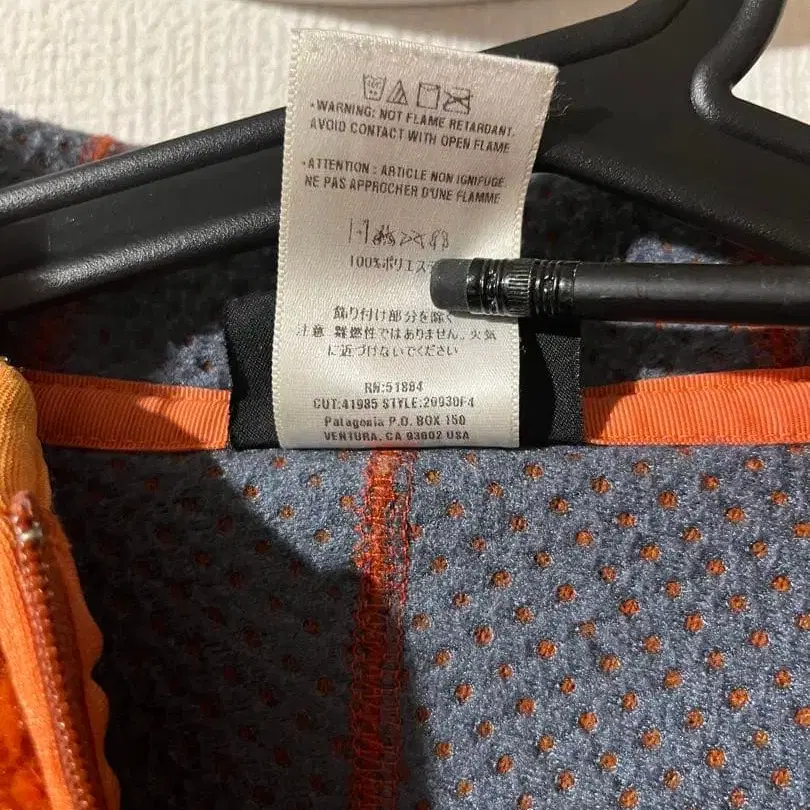 •WARNING: NOT FLAME RETARDANT.
AVOID CONTACT WITH OPEN FLAME
•ATTENTION : ARTICLE NON IGNIFUGE.
NE PAS APPROCHER D'UNE FLAMME
100%ポリエステ
飾り付け部分を除く
注意 難燃性ではありません。火気
に近づけないでください
RN:51884
CUT:41985 STYLE:29930F4
Patagonia P.O. BOX 150
VENTURA, CA 93002 USA